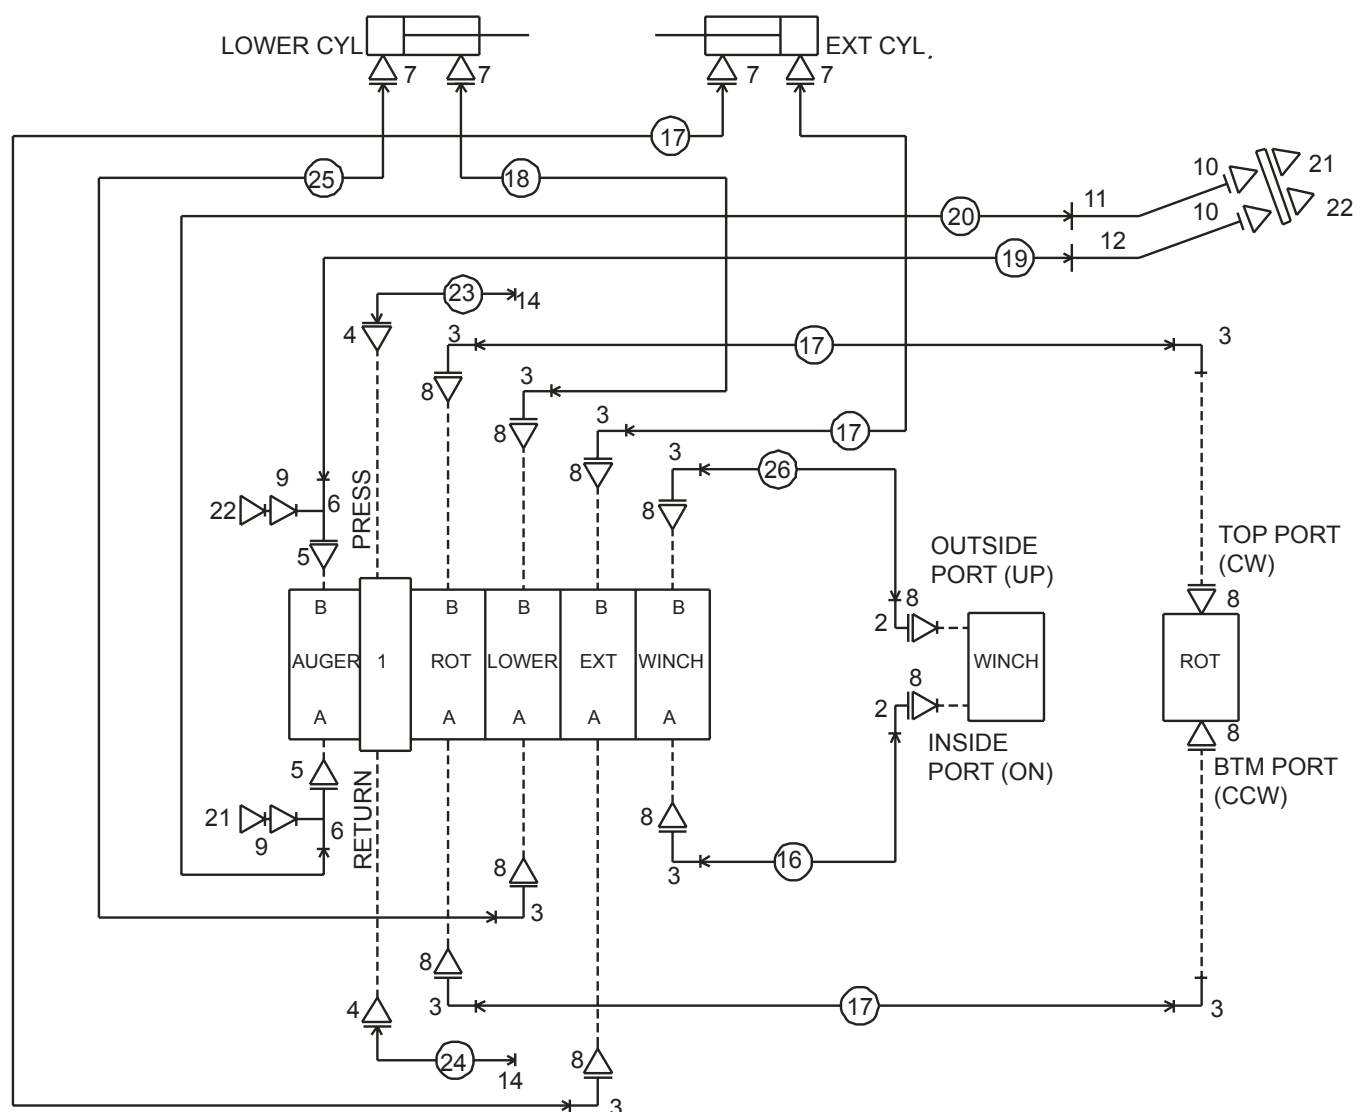 LOWER CYL
EXT CYL.
7
7
7
7
17
25
18
10
21
20
11
10
22
19
12
23
14
4
3
17
3
8
3
8
3
17
8
3
26
9
22
6
PRESS
8
5
OUTSIDE
PORT (UP)
TOP PORT
(CW)
8
2
8
B
B
B
B
B
AUGER
1
ROT
LOWER
EXT
WINCH
WINCH
ROT
A
A
A
A
A
8
2
8
INSIDE
PORT (ON)
BTM PORT
(CCW)
5
RETURN
21
9
6
8
3
16
8
3
8
3
17
3
4
24
14
8
3